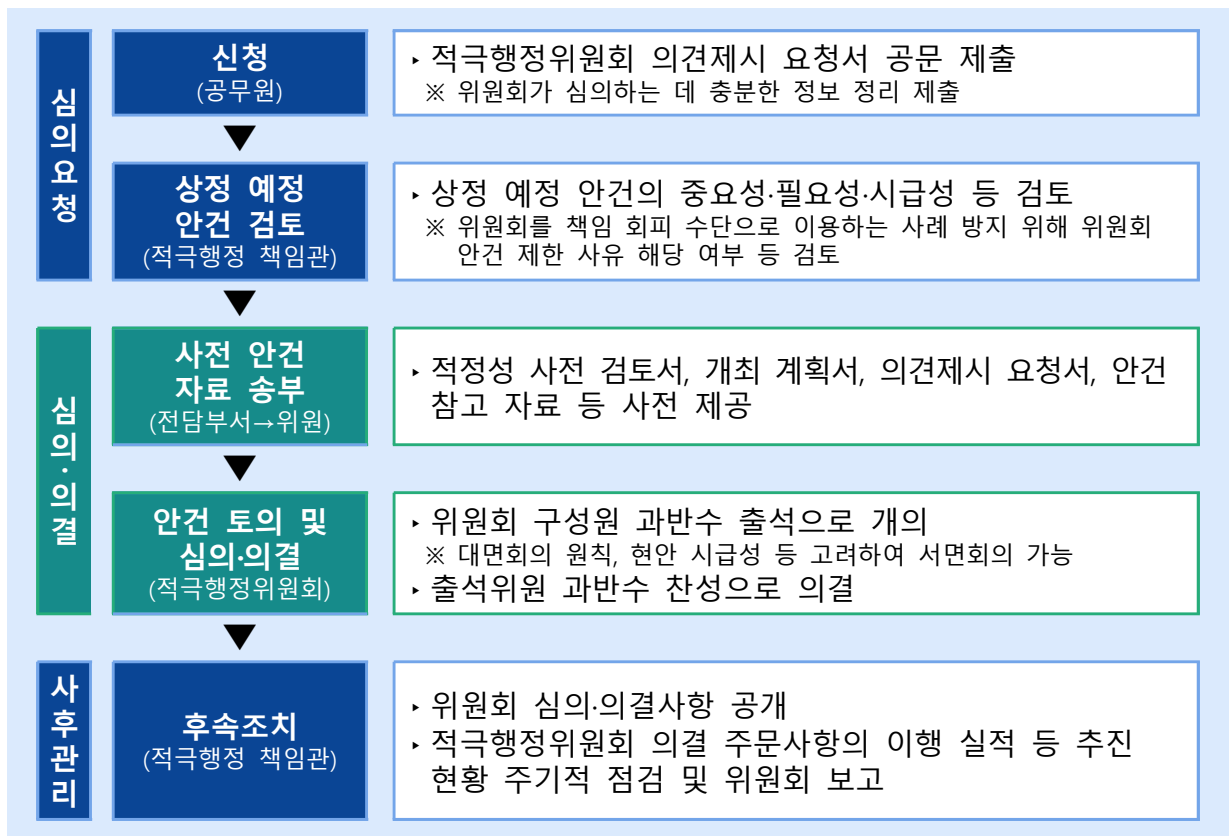 심의요청
신청
(공무원)
‣ 적극행정위원회 의견제시 요청서 공문 제출
※ 위원회가 심의하는 데 충분한 정보 정리 제출
▼
상정 예정
안건 검토
(적극행정 책임관)
‣ 상정 예정 안건의 중요성·필요성·시급성 등 검토
※ 위원회를 책임 회피 수단으로 이용하는 사례 방지 위해 위원회
안건 제한 사유 해당 여부 등 검토
▼
심의·의결
사전 안건
자료 송부
(전담부서→위원)
‣ 적정성 사전 검토서, 개최 계획서, 의견제시 요청서, 안건
참고 자료 등 사전 제공
▼
안건 토의 및
심의·의결
(적극행정위원회)
‣ 위원회 구성원 과반수 출석으로 개의
※ 대면회의 원칙, 현안 시급성 등 고려하여 서면회의 가능
‣ 출석위원 과반수 찬성으로 의결
▼
사후관리
후속조치
(적극행정 책임관)
‣ 위원회 심의·의결사항 공개
‣ 적극행정위원회 의결 주문사항의 이행 실적 등 추진
현황 주기적 점검 및 위원회 보고